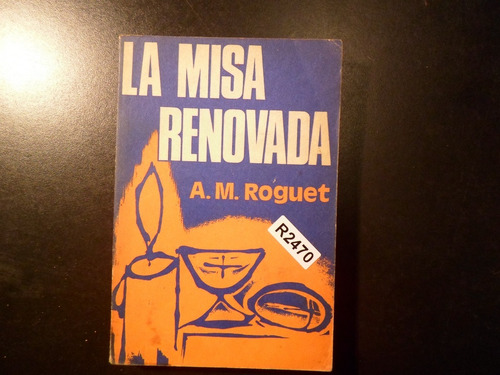 LA MISA
RENOVADA
A. M. Roguet
R2470